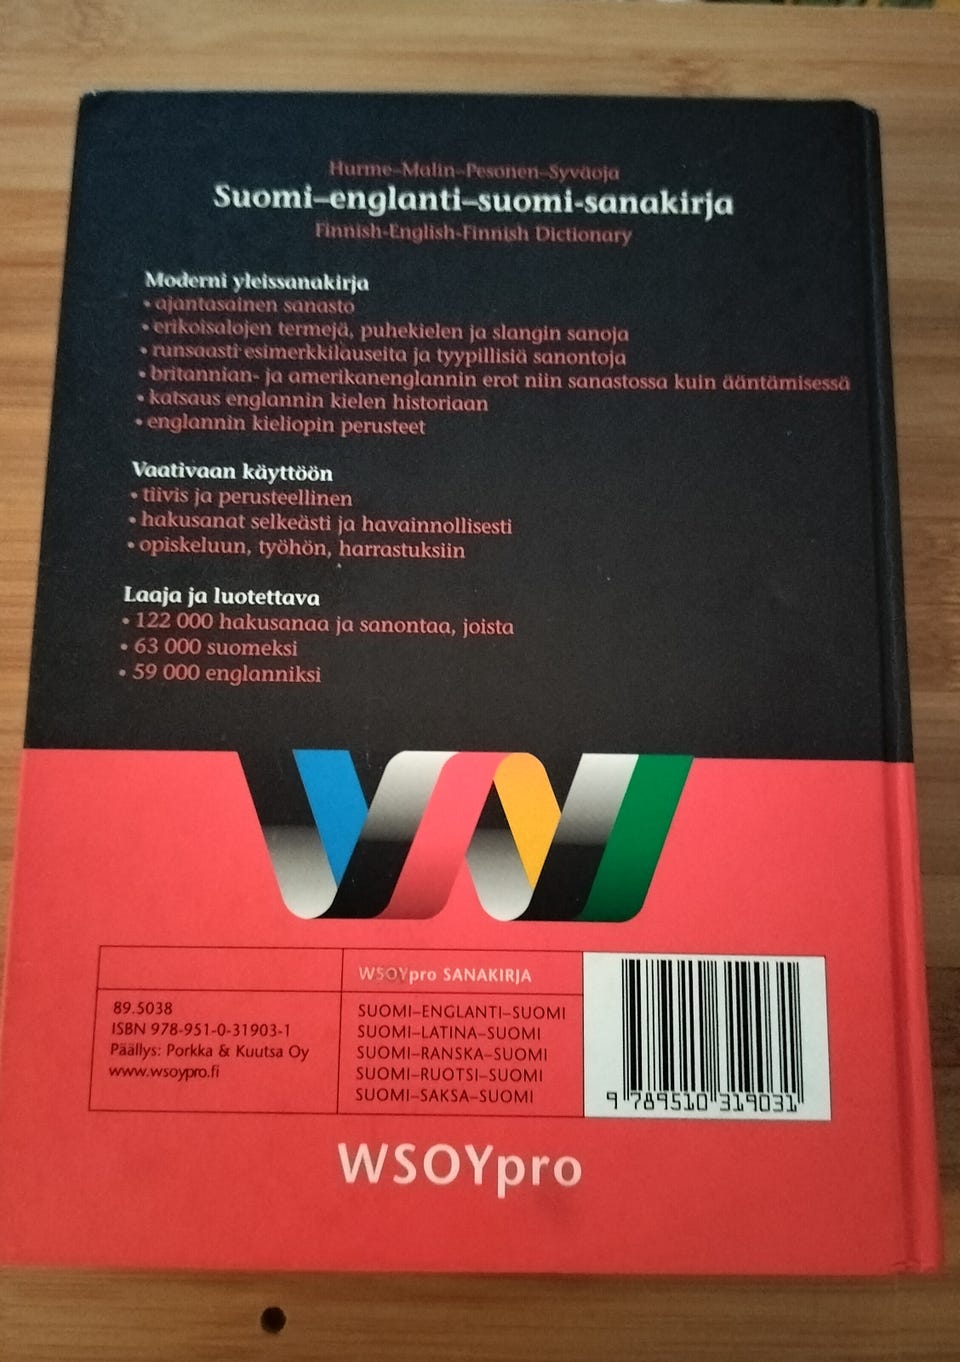 Hurme–Malin–Pesonen–Syväoja
Suomi–englanti–suomi-sanakirja
Finnish-English-Finnish Dictionary
Moderni yleissanakirja
• ajantasainen sanasto
• erikoisalojen termejä, puhekielen ja slangin sanoja
• runsaasti esimerkkilauseita ja tyypillisiä sanontoja
• britannian- ja amerikanenglannin erot niin sanastossa kuin ääntämisessä
• katsaus englannin kielen historiaan
• englannin kieliopin perusteet
Vaativaan käyttöön
• tiivis ja perusteellinen
• hakusanat selkeästi ja havainnollisesti
• opiskeluun, työhön, harrastuksiin
Laaja ja luotettava
• 122 000 hakusanaa ja sanontaa, joista
• 63 000 suomeksi
• 59 000 englanniksi
89.5038
ISBN 978-951-0-31903-1
Päällys: Porkka & Kuutsa Oy
www.wsoypro.fi
WSOYpro SANAKIRJA
SUOMI–ENGLANTI–SUOMI
SUOMI–LATINA–SUOMI
SUOMI–RANSKA–SUOMI
SUOMI–RUOTSI–SUOMI
SUOMI–SAKSA–SUOMI
9 789510 319031
WSOYpro